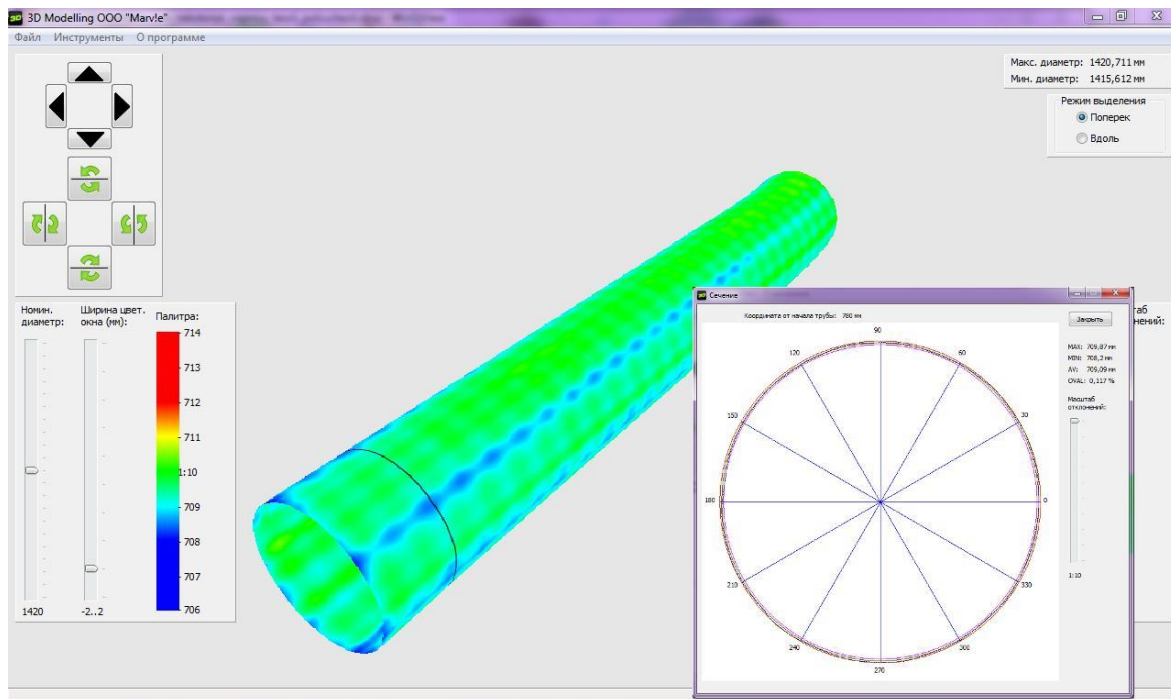 3D Modelling ООО "Marv!e"
Файл Инструменты О программе
Макс. диаметр: 1420,711 мм
Мин. диаметр: 1415,612 мм
Режим выделения
Поперек
Вдоль
Номин. диаметр:
Ширина цвет. окна (мм):
Палитра:
714
713
712
711
1:10
709
708
707
706
1420
-2..2
Сечение
Координата от начала трубы: 780 мм
Закрыть
MAX: 709,87 мм
MIN: 708,2 мм
AV: 709,09 мм
OVAL: 0,117 %
Масштаб
отклонений:
1:10
90
60
30
0
330
300
270
240
210
180
150
120
таб
нений: